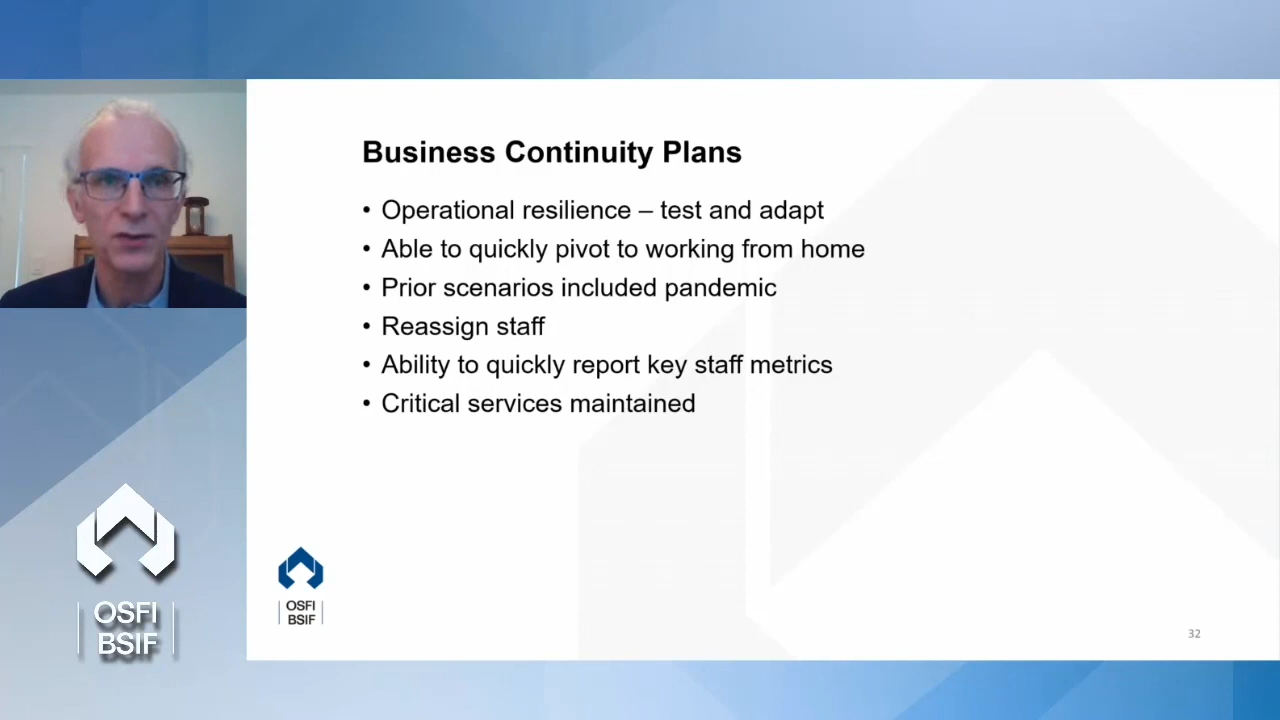 Business Continuity Plans
• Operational resilience – test and adapt
• Able to quickly pivot to working from home
• Prior scenarios included pandemic
• Reassign staff
• Ability to quickly report key staff metrics
• Critical services maintained
OSFI
BSIF
32
OSFI
BSIF